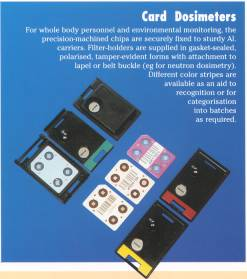 Card Dosimeters
For whole body personnel and environmental monitoring, the
precision-machined chips are securely fixed to sturdy Al.
carriers. Filter-holders are supplied in gasket-sealed,
polarised, tamper-evident forms with attachment to
lapel or belt buckle (eg for neutron dosimetry).
Different color stripes are
available as an aid to
recognition or for
categorisation
into batches
as required.